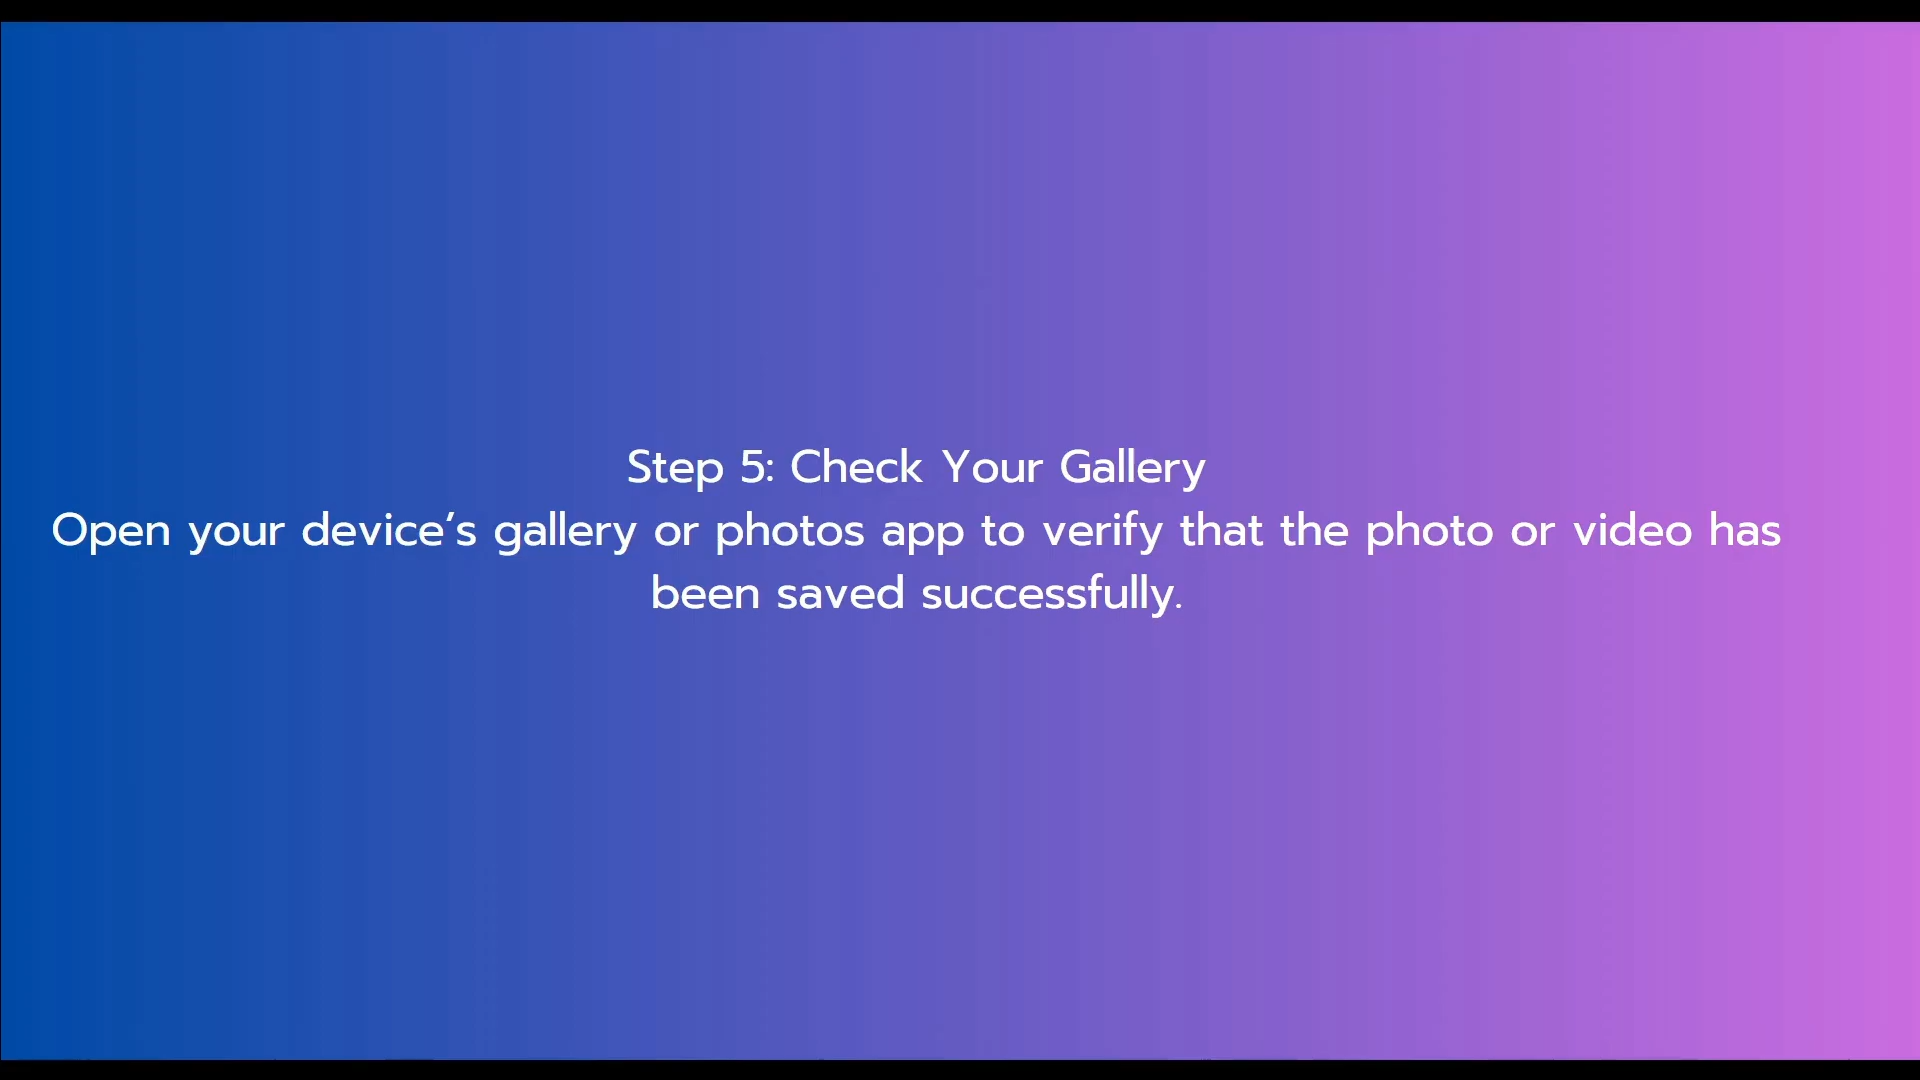 Step 5: Check Your Gallery
Open your device’s gallery or photos app to verify that the photo or video has
been saved successfully.